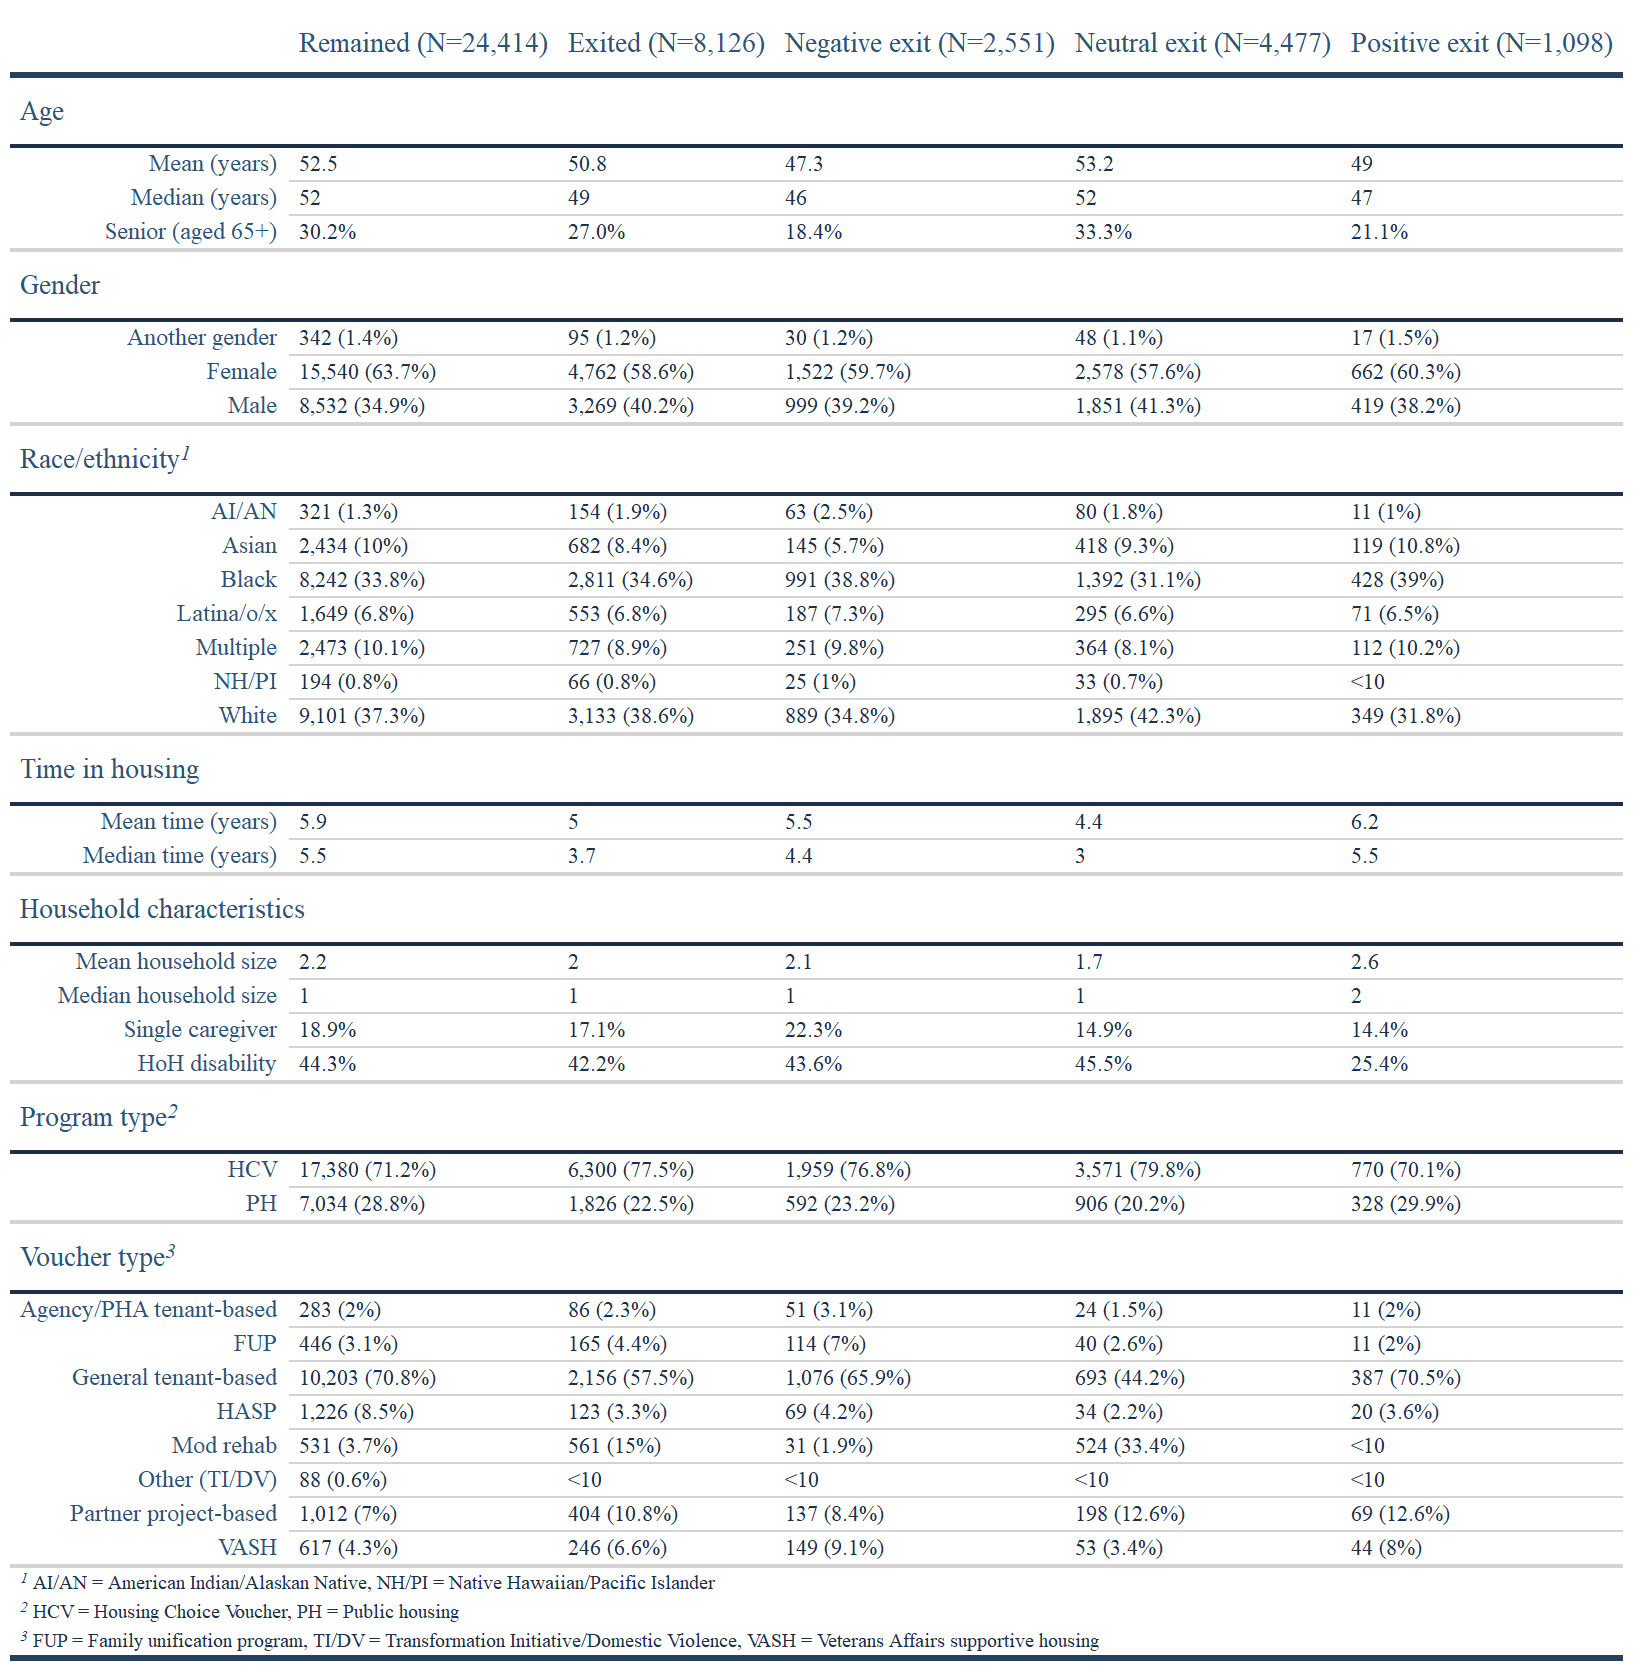 Remained (N=24,414) Exited (N=8,126) Negative exit (N=2,551) Neutral exit (N=4,477) Positive exit (N=1,098)
Age
Mean (years) 52.5 50.8 47.3 53.2 49
Median (years) 52 49 46 52 47
Senior (aged 65+) 30.2% 27.0% 18.4% 33.3% 21.1%
Gender
Another gender 342 (1.4%) 95 (1.2%) 30 (1.2%) 48 (1.1%) 17 (1.5%)
Female 15,540 (63.7%) 4,762 (58.6%) 1,522 (59.7%) 2,578 (57.6%) 662 (60.3%)
Male 8,532 (34.9%) 3,269 (40.2%) 999 (39.2%) 1,851 (41.3%) 419 (38.2%)
Race/ethnicity1
AI/AN 321 (1.3%) 154 (1.9%) 63 (2.5%) 80 (1.8%) 11 (1%)
Asian 2,434 (10%) 682 (8.4%) 145 (5.7%) 418 (9.3%) 119 (10.8%)
Black 8,242 (33.8%) 2,811 (34.6%) 991 (38.8%) 1,392 (31.1%) 428 (39%)
Latina/o/x 1,649 (6.8%) 553 (6.8%) 187 (7.3%) 295 (6.6%) 71 (6.5%)
Multiple 2,473 (10.1%) 727 (8.9%) 251 (9.8%) 364 (8.1%) 112 (10.2%)
NH/PI 194 (0.8%) 66 (0.8%) 25 (1%) 33 (0.7%) <10
White 9,101 (37.3%) 3,133 (38.6%) 889 (34.8%) 1,895 (42.3%) 349 (31.8%)
Time in housing
Mean time (years) 5.9 5 5.5 4.4 6.2
Median time (years) 5.5 3.7 4.4 3 5.5
Household characteristics
Mean household size 2.2 2 2.1 1.7 2.6
Median household size 1 1 1 1 2
Single caregiver 18.9% 17.1% 22.3% 14.9% 14.4%
HoH disability 44.3% 42.2% 43.6% 45.5% 25.4%
Program type2
HCV 17,380 (71.2%) 6,300 (77.5%) 1,959 (76.8%) 3,571 (79.8%) 770 (70.1%)
PH 7,034 (28.8%) 1,826 (22.5%) 592 (23.2%) 906 (20.2%) 328 (29.9%)
Voucher type3
Agency/PHA tenant-based 283 (2%) 86 (2.3%) 51 (3.1%) 24 (1.5%) 11 (2%)
FUP 446 (3.1%) 165 (4.4%) 114 (7%) 40 (2.6%) 11 (2%)
General tenant-based 10,203 (70.8%) 2,156 (57.5%) 1,076 (65.9%) 693 (44.2%) 387 (70.5%)
HASP 1,226 (8.5%) 123 (3.3%) 69 (4.2%) 34 (2.2%) 20 (3.6%)
Mod rehab 531 (3.7%) 561 (15%) 31 (1.9%) 524 (33.4%) <10
Other (TI/DV) 88 (0.6%) <10 <10 <10 <10
Partner project-based 1,012 (7%) 404 (10.8%) 137 (8.4%) 198 (12.6%) 69 (12.6%)
VASH 617 (4.3%) 246 (6.6%) 149 (9.1%) 53 (3.4%) 44 (8%)
1 AI/AN = American Indian/Alaskan Native, NH/PI = Native Hawaiian/Pacific Islander
2 HCV = Housing Choice Voucher, PH = Public housing
3 FUP = Family unification program, TI/DV = Transformation Initiative/Domestic Violence, VASH = Veterans Affairs supportive housing